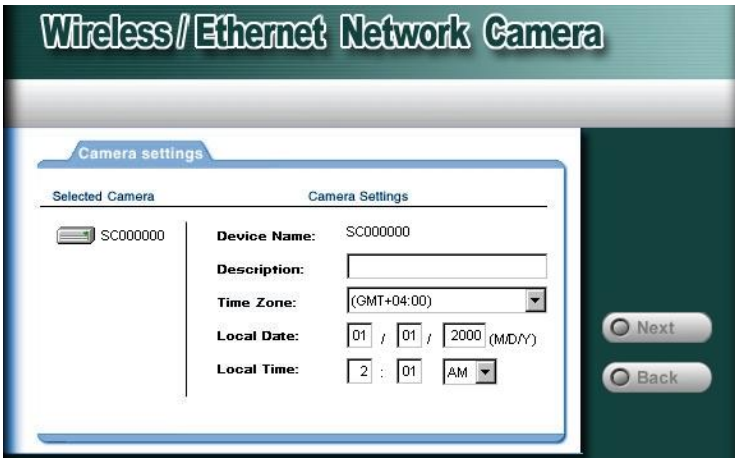 Wireless/Ethernet Network Camera
Camera settings
Selected Camera Camera Settings
SC000000
Device Name: SC000000
Description:
Time Zone: (GMT+04:00)
Local Date: 01 / 01 / 2000 (M/D/Y)
Local Time: 2 : 01 AM
Next
Back